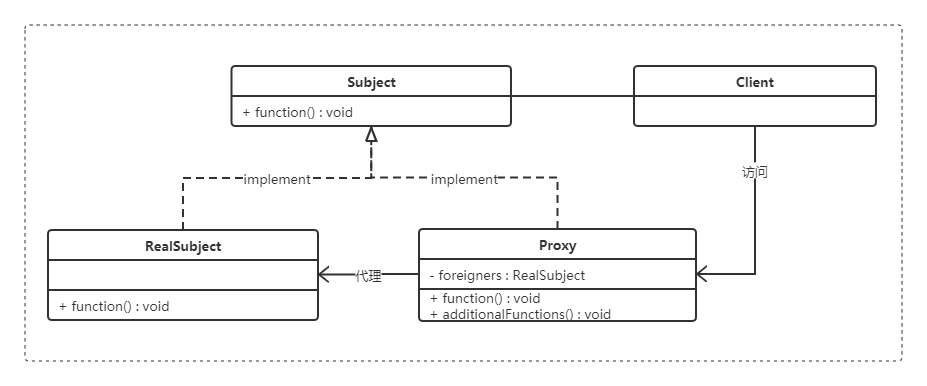 Subject
Client
+ function() : void
访问
implement
implement
RealSubject
Proxy
- foreigners : RealSubject
代理
+ function() : void
+ function() : void
+ additionalFunctions() : void